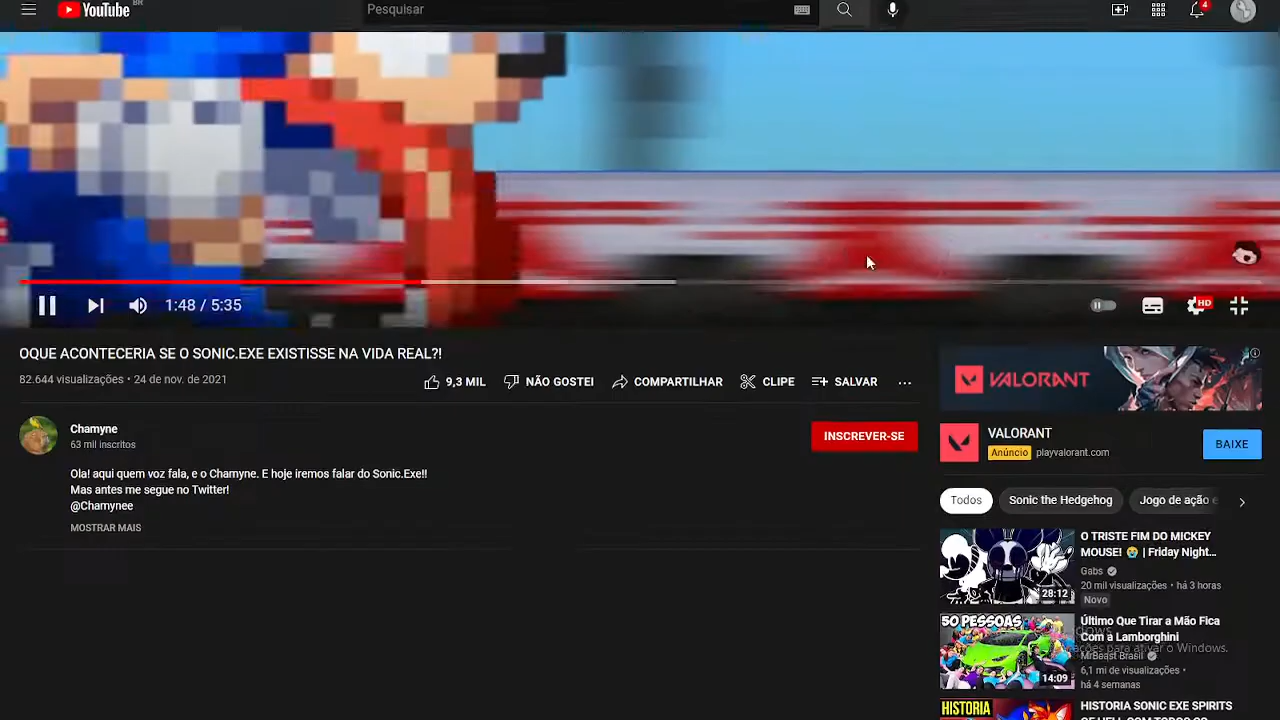 YouTube BR
Pesquisar
4
1:48 / 5:35
HD
OQUE ACONTECERIA SE O SONIC.EXE EXISTISSE NA VIDA REAL?!
82.644 visualizações • 24 de nov. de 2021
9,3 MIL
NÃO GOSTEI
COMPARTILHAR
CLIPE
SALVAR
Chamyne
63 mil inscritos
INSCREVER-SE
Ola! aqui quem voz fala, e o Chamyne. E hoje iremos falar do Sonic.Exe!!
Mas antes me segue no Twitter!
@Chamynee
MOSTRAR MAIS
VALORANT
VALORANT
Anúncio playvalorant.com
BAIXE
Todos
Sonic the Hedgehog
Jogo de ação e
O TRISTE FIM DO MICKEY
MOUSE! 😭 | Friday Night...
Gabs
20 mil visualizações • há 3 horas
Novo
28:12
50 PESSOAS
Último Que Tirar a Mão Fica
Com a Lamborghini
MrBeast Brasil
6,1 mi de visualizações •
há 4 semanas
14:09
para ativar o Windows.
HISTORIA
HISTORIA SONIC EXE SPIRITS